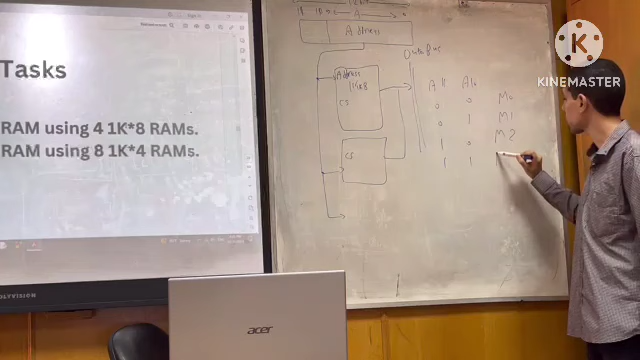 Tasks
RAM using 4 1K*8 RAMs.
RAM using 8 1K*4 RAMs.
Address
Data Bus
Address
1K*8
CS
CS
A11 A10
0 0 M0
0 1 M1
1 0 M2
1 1
acer
KINEMASTER